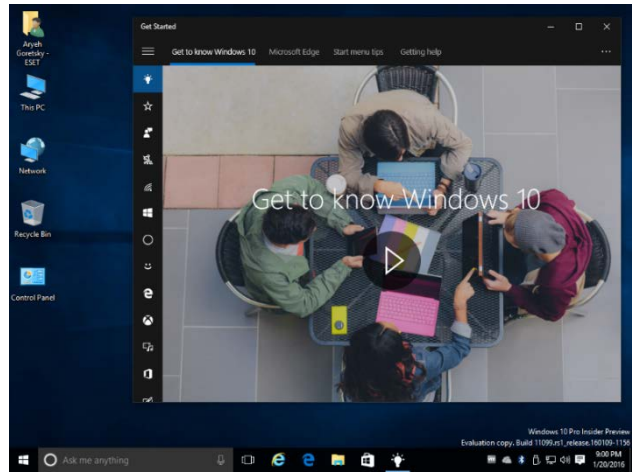 Aryeh
Goretsky -
ESET
This PC
Network
Recycle Bin
Control Panel
Get Started
Get to know Windows 10 Microsoft Edge Start menu tips Getting help
Get to know Windows 10
Windows 10 Pro Insider Preview
Evaluation copy. Build 11099.rs1_release.160109-1156
Ask me anything
9:00 PM
1/20/2016